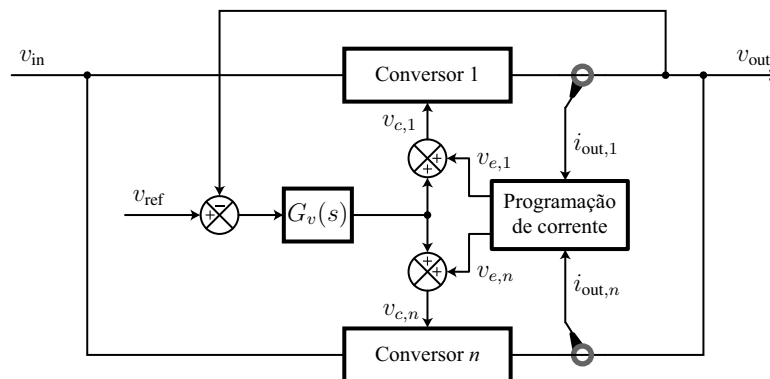 v_in
Conversor 1
v_out
v_c,1
v_e,1
i_out,1
+
+
v_ref
+
−
G_v(s)
Programação
de corrente
+
+
v_e,n
i_out,n
v_c,n
Conversor n